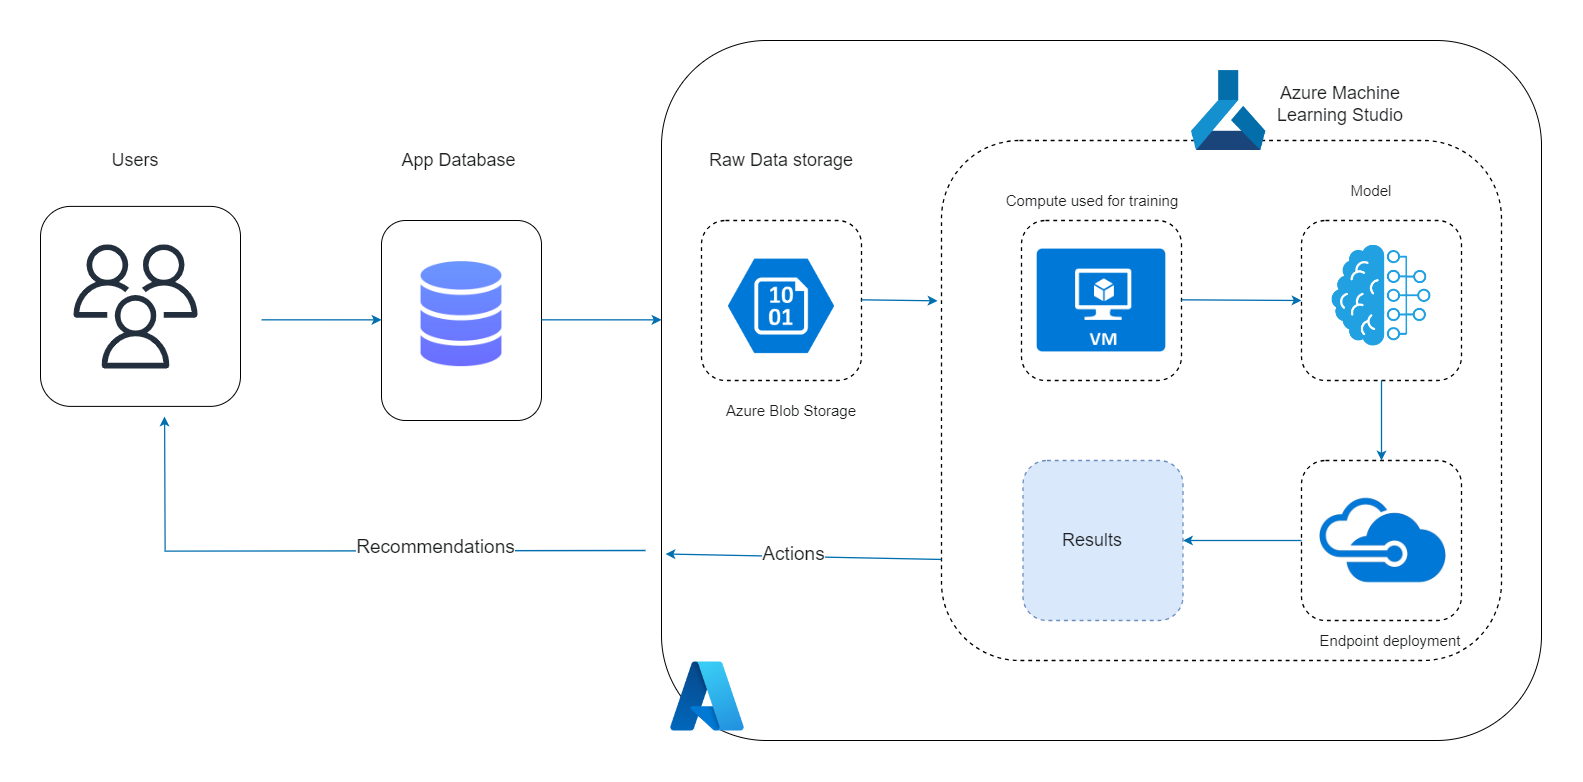 Azure Machine
Learning Studio
Users
App Database
Raw Data storage
Compute used for training
Model
10
01
VM
Azure Blob Storage
Recommendations
Actions
Results
Endpoint deployment